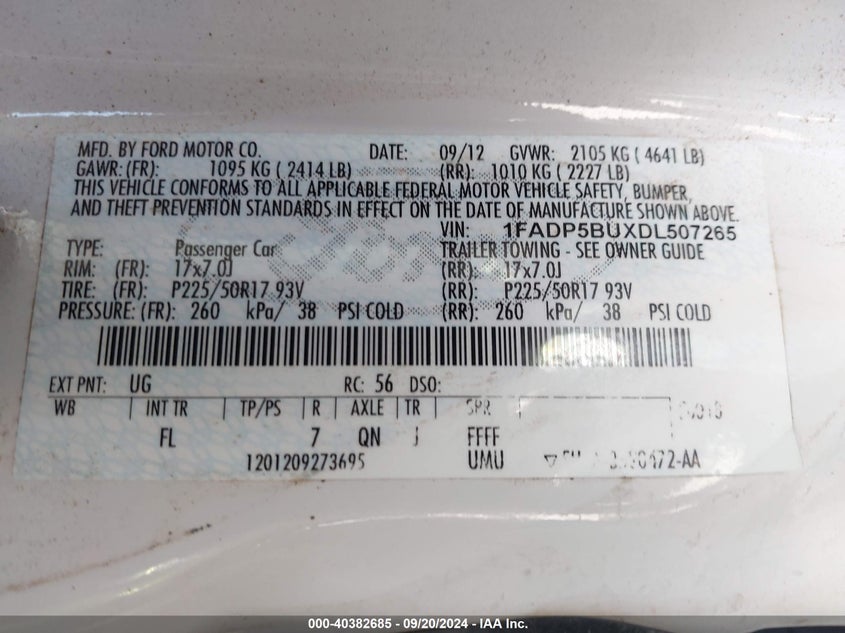 MFD. BY FORD MOTOR CO. DATE: 09/12 GVWR: 2105 KG ( 4641 LB)
GAWR: (FR): 1095 KG ( 2414 LB) (RR): 1010 KG ( 2227 LB)
THIS VEHICLE CONFORMS TO ALL APPLICABLE FEDERAL MOTOR VEHICLE SAFETY, BUMPER,
AND THEFT PREVENTION STANDARDS IN EFFECT ON THE DATE OF MANUFACTURE SHOWN ABOVE.
VIN: 1FADP5BUXDL507265
TYPE: Passenger Car TRAILER TOWING - SEE OWNER GUIDE
RIM: (FR): 17x7.0J (RR): 17x7.0J
TIRE: (FR): P225/50R17 93V (RR): P225/50R17 93V
PRESSURE: (FR): 260 kPa/ 38 PSI COLD (RR): 260 kPa/ 38 PSI COLD
EXT PNT: UG RC: 56 DSO:
WB INT TR TP/PS R AXLE TR SPR
FL 7 QN J FFFF
1201209273695 UMU
000-40382685 - 09/20/2024 - IAA Inc.